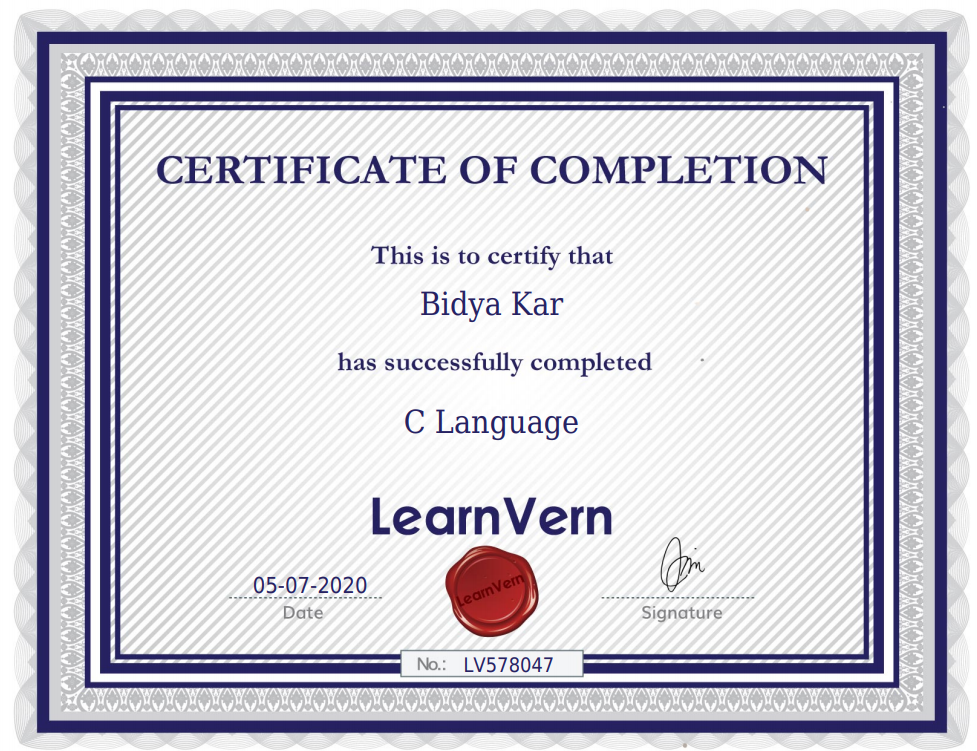 CERTIFICATE OF COMPLETION
This is to certify that
Bidya Kar
has successfully completed
C Language
LearnVern
LearnVern
05-07-2020
Date
Signature
No.: LV578047